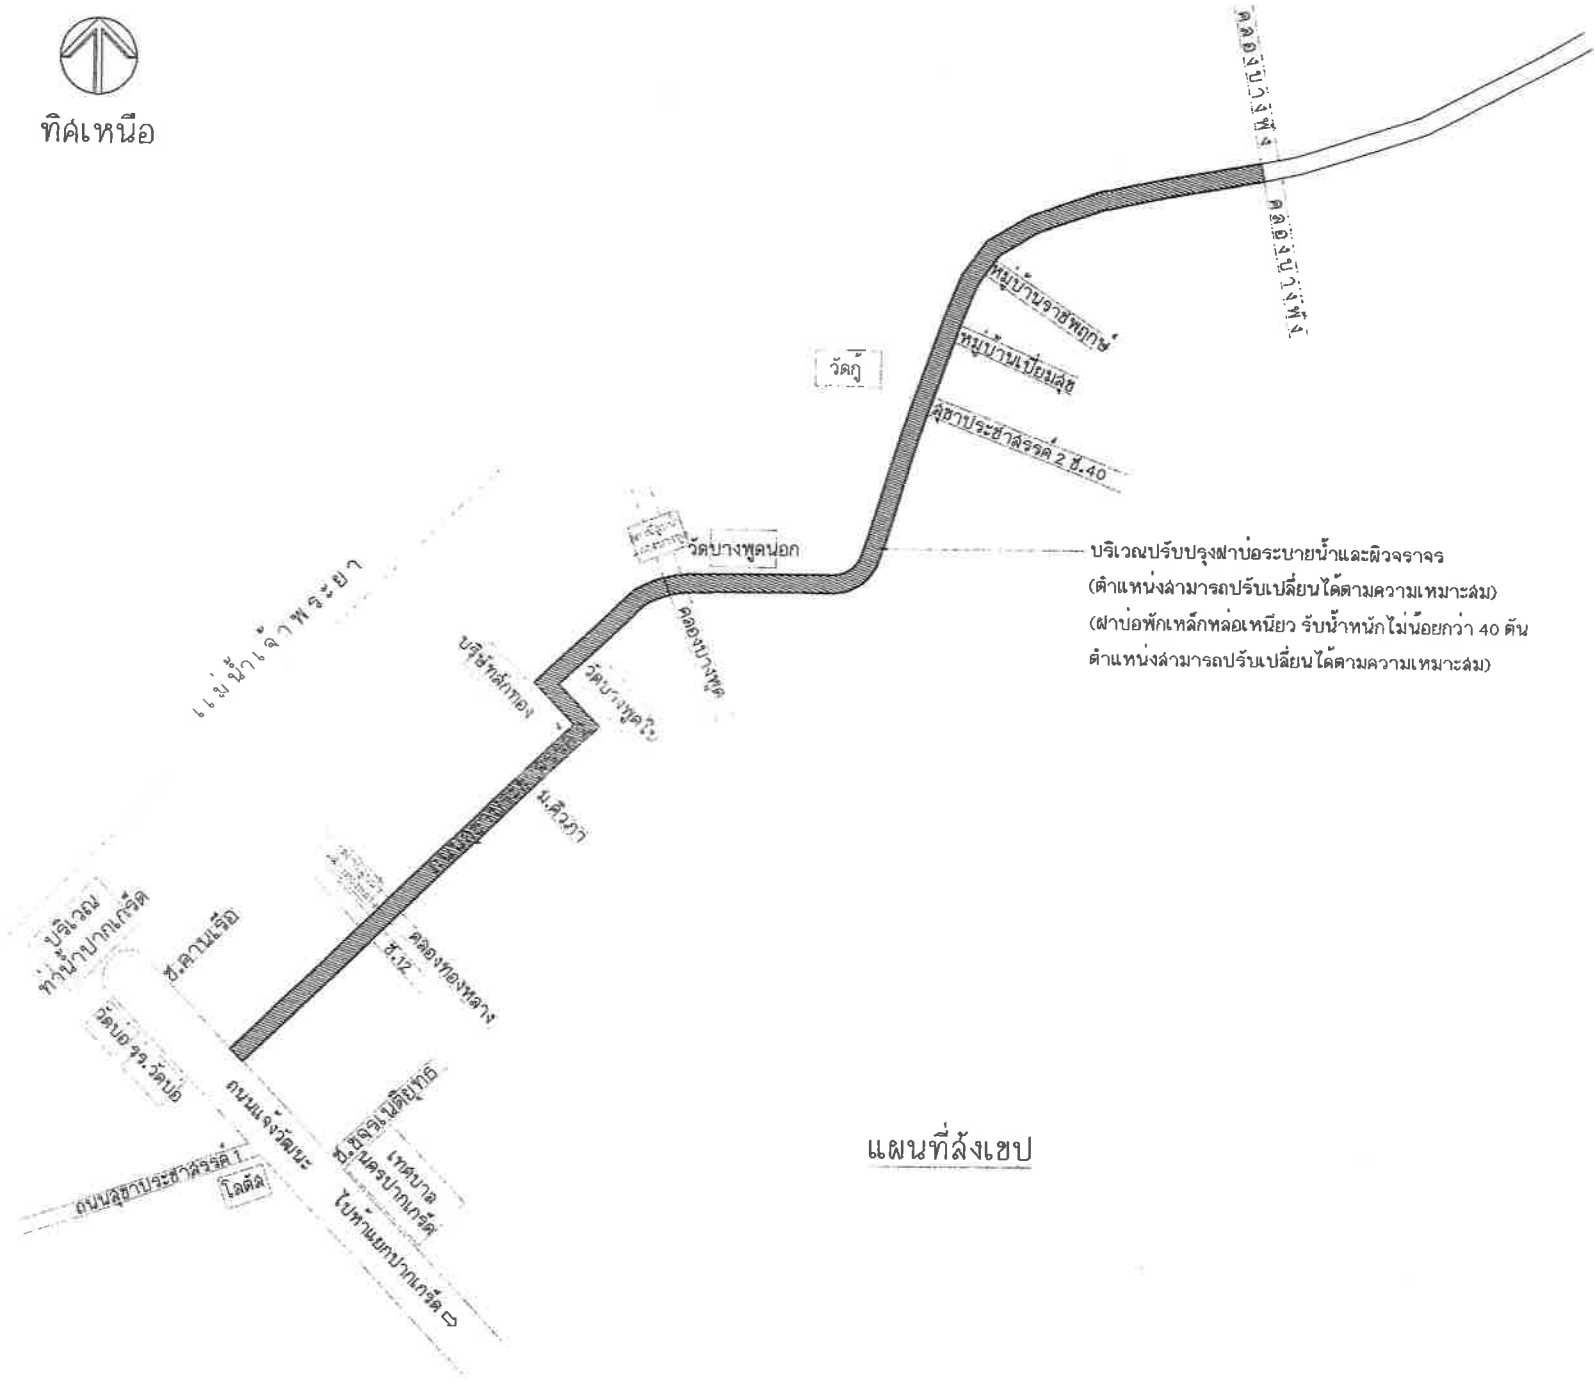 ทิศเหนือ
คลองบางพัง
คลองบางพัง
หมู่บ้านราชพฤกษ์
หมู่บ้านเปี่ยมสุข
วัดกู้
สุขาประชาสรรค์ 2 ซ.40
วัดบางพูดนอก
บริเวณปรับปรุงฝาบ่อระบายน้ำและผิวจราจร
(ตำแหน่งสามารถปรับเปลี่ยนได้ตามความเหมาะสม)
(ฝาบ่อพักเหล็กหล่อเหนียว รับน้ำหนักไม่น้อยกว่า 40 ตัน
ตำแหน่งสามารถปรับเปลี่ยนได้ตามความเหมาะสม)
แม่น้ำเจ้าพระยา
คลองบางพูด
บริษัทสักทอง
วัดบางพูดใน
ม.ศิวภา
บริเวณ
ท่าน้ำปากเกร็ด
ซ.คานเรือ
ซ.12
คลองทองหลาง
วัดบ่อ
รร.วัดบ่อ
ถนนแจ้งวัฒนะ
ซ.ขจรเนติยุทธ
เทศบาล
นครปากเกร็ด
ถนนสุขาประชาสรรค์ 1
โลตัส
ไปห้าแยกปากเกร็ด
แผนที่สังเขป